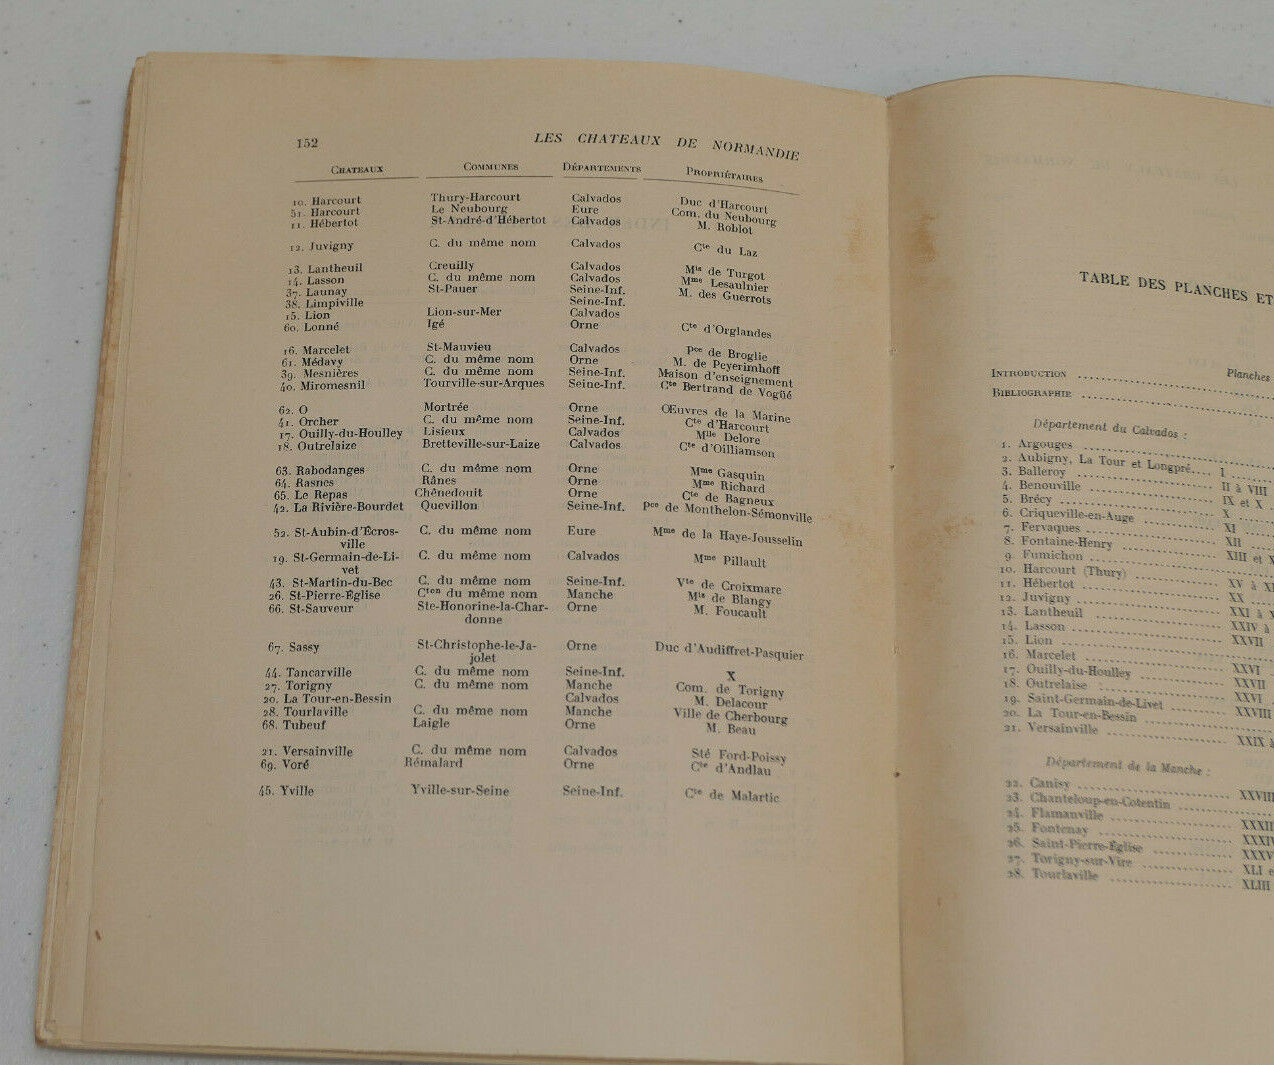 152 LES CHATEAUX DE NORMANDIE
CHATEAUX COMMUNES DÉPARTEMENTS PROPRIÉTAIRES
10. Harcourt Thury-Harcourt Calvados Duc d'Harcourt
51. Harcourt Le Neubourg Eure Com. du Neubourg
11. Hébertot St-André-d'Hébertot Calvados M. Roblot
12. Juvigny C. du même nom Calvados Cte du Laz
13. Lantheuil Creuilly Calvados Mis de Turgot
14. Lasson C. du même nom Calvados Mme Lesaulnier
37. Launay St-Pauer Seine-Inf. M. des Guerrots
38. Limpiville Seine-Inf.
15. Lion Lion-sur-Mer Calvados
60. Lonné Igé Orne Cte d'Orglandes
16. Marcelet St-Mauvieu Calvados Pce de Broglie
61. Médavy C. du même nom Orne M. de Peyerimhoff
39. Mesnières C. du même nom Seine-Inf. Maison d'enseignement
40. Miromesnil Tourville-sur-Arques Seine-Inf. Cte Bertrand de Vogüé
62. O Mortrée Orne Œuvres de la Marine
41. Orcher C. du même nom Seine-Inf. Cte d'Harcourt
17. Ouilly-du-Houlley Lisieux Calvados Mlle Delore
18. Outrelaize Bretteville-sur-Laize Calvados Cte d'Oilliamson
63. Rabodanges C. du même nom Orne Mme Gasquin
64. Rasnes Rânes Orne Mme Richard
65. Le Repas Chênedouit Orne Cte de Bagneux
42. La Rivière-Bourdet Quevillon Seine-Inf. Pce de Monthelon-Sémonville
52. St-Aubin-d'Écros- C. du même nom Eure Mme de la Haye-Jousselin
ville
19. St-Germain-de-Li- C. du même nom Calvados Mme Pillault
vet
43. St-Martin-du-Bec C. du même nom Seine-Inf. Vte de Croixmare
26. St-Pierre-Église Cton du même nom Manche Mis de Blangy
66. St-Sauveur Ste-Honorine-la-Char- Orne M. Foucault
donne
67. Sassy St-Christophe-le-Ja- Orne Duc d'Audiffret-Pasquier
jolet
44. Tancarville C. du même nom Seine-Inf. X
27. Torigny C. du même nom Manche Com. de Torigny
20. La Tour-en-Bessin Calvados M. Delacour
28. Tourlaville C. du même nom Manche Ville de Cherbourg
68. Tubeuf Laigle Orne M. Beau
21. Versainville C. du même nom Calvados Sté Ford-Poissy
69. Voré Rémalard Orne Cte d'Andlau
45. Yville Yville-sur-Seine Seine-Inf. Cte de Malartic
TABLE DES PLANCHES ET
Planches
INTRODUCTION
BIBLIOGRAPHIE
Département du Calvados :
1. Argouges
2. Aubigny, La Tour et Longpré. I
3. Balleroy II à VIII
4. Benouville IX et X
5. Brécy X
6. Criqueville-en-Auge XI
7. Fervaques XII
8. Fontaine-Henry XIII et X
9. Fumichon
10. Harcourt (Thury) XV à XI
11. Hébertot XX
12. Juvigny XXI à X
13. Lantheuil XXIV à
14. Lasson XXVII
15. Lion
16. Marcelet XXVI
17. Ouilly-du-Houlley XXVII
18. Outrelaise XXVI
19. Saint-Germain-de-Livet XXVIII
20. La Tour-en-Bessin
21. Versainville XXIX à
Département de la Manche :
22. Canisy XXVIII
23. Chanteloup-en-Cotentin
24. Flamanville XXXII
25. Fontenay XXXIV
26. Saint-Pierre-Église XXXV
27. Torigny-sur-Vire XLI e
28. Tourlaville XLIII